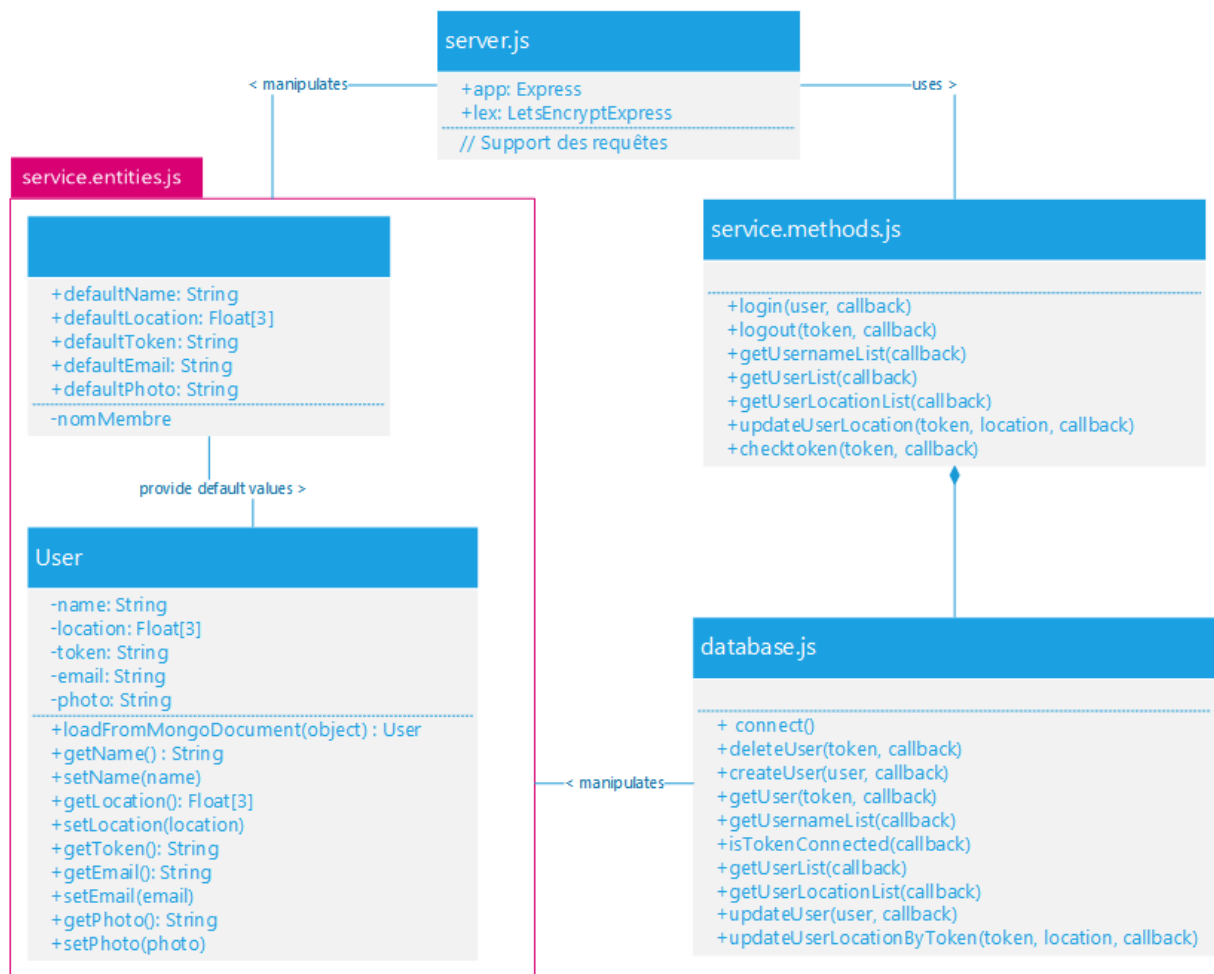 server.js
+app: Express
+lex: LetsEncryptExpress
// Support des requêtes
< manipulates
uses >
service.entities.js
+defaultName: String
+defaultLocation: Float[3]
+defaultToken: String
+defaultEmail: String
+defaultPhoto: String
-nomMembre
provide default values >
User
-name: String
-location: Float[3]
-token: String
-email: String
-photo: String
+loadFromMongoDocument(object) : User
+getName() : String
+setName(name)
+getLocation(): Float[3]
+setLocation(location)
+getToken(): String
+getEmail(): String
+setEmail(email)
+getPhoto(): String
+setPhoto(photo)
service.methods.js
+login(user, callback)
+logout(token, callback)
+getUsernameList(callback)
+getUserList(callback)
+getUserLocationList(callback)
+updateUserLocation(token, location, callback)
+checktoken(token, callback)
< manipulates
database.js
+ connect()
+deleteUser(token, callback)
+createUser(user, callback)
+getUser(token, callback)
+getUsernameList(callback)
+isTokenConnected(callback)
+getUserList(callback)
+getUserLocationList(callback)
+updateUser(user, callback)
+updateUserLocationByToken(token, location, callback)